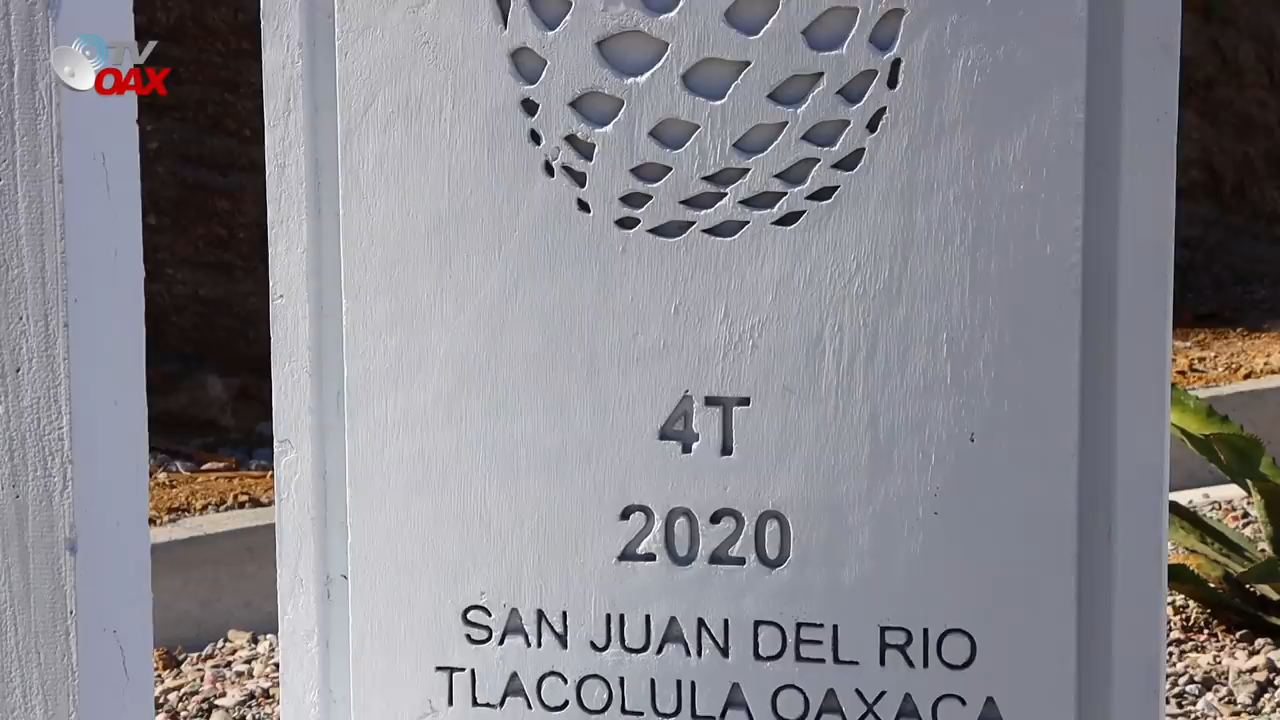 TV
OAX
4T
2020
SAN JUAN DEL RIO
TLACOLULA OAXACA